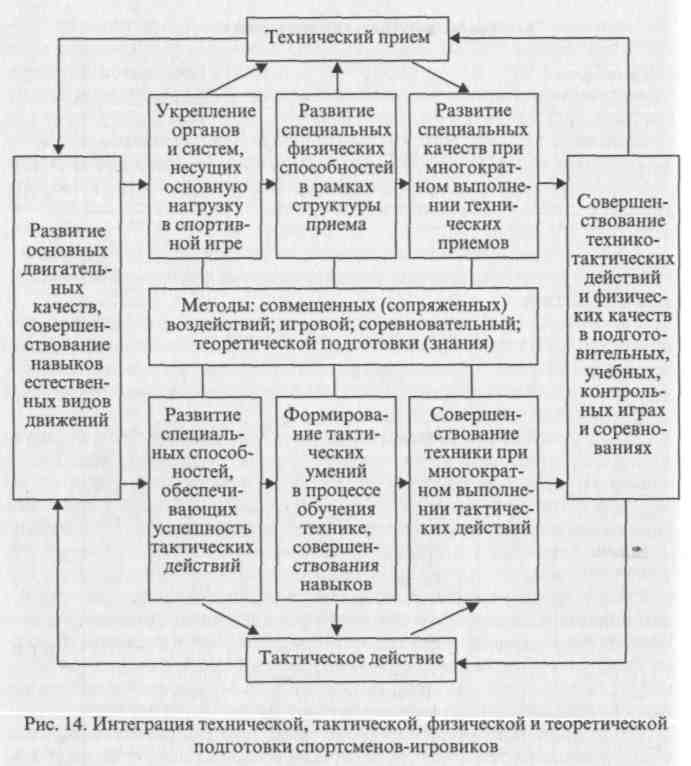 Технический прием
Укрепление
органов
и систем,
несущих
основную
нагрузку
в спортив-
ной игре
Развитие
специальных
физических
способностей
в рамках
структуры
приема
Развитие
специальных
качеств при
многократ-
ном выполне-
нии техни-
ческих
приемов
Развитие
основных
двигатель-
ных
качеств,
совершен-
ствование
навыков
естествен-
ных видов
движений
Методы: совмещенных (сопряженных)
воздействий; игровой; соревновательный;
теоретической подготовки (знания)
Совершен-
ствование
технико-
тактических
действий
и физичес-
ких качеств
в подгото-
вительных,
учебных,
контроль-
ных играх
и соревно-
ваниях
Развитие
специаль-
ных способ-
ностей,
обеспечи-
вающих
успешность
тактических
действий
Формирова-
ние такти-
ческих
умений
в процессе
обучения
технике,
совершен-
ствования
навыков
Совершен-
ствование
техники при
многократ-
ном выполне-
нии тактичес-
ких действий
Тактическое действие
Рис. 14. Интеграция технической, тактической, физической и теоретической
подготовки спортсменов-игровиков